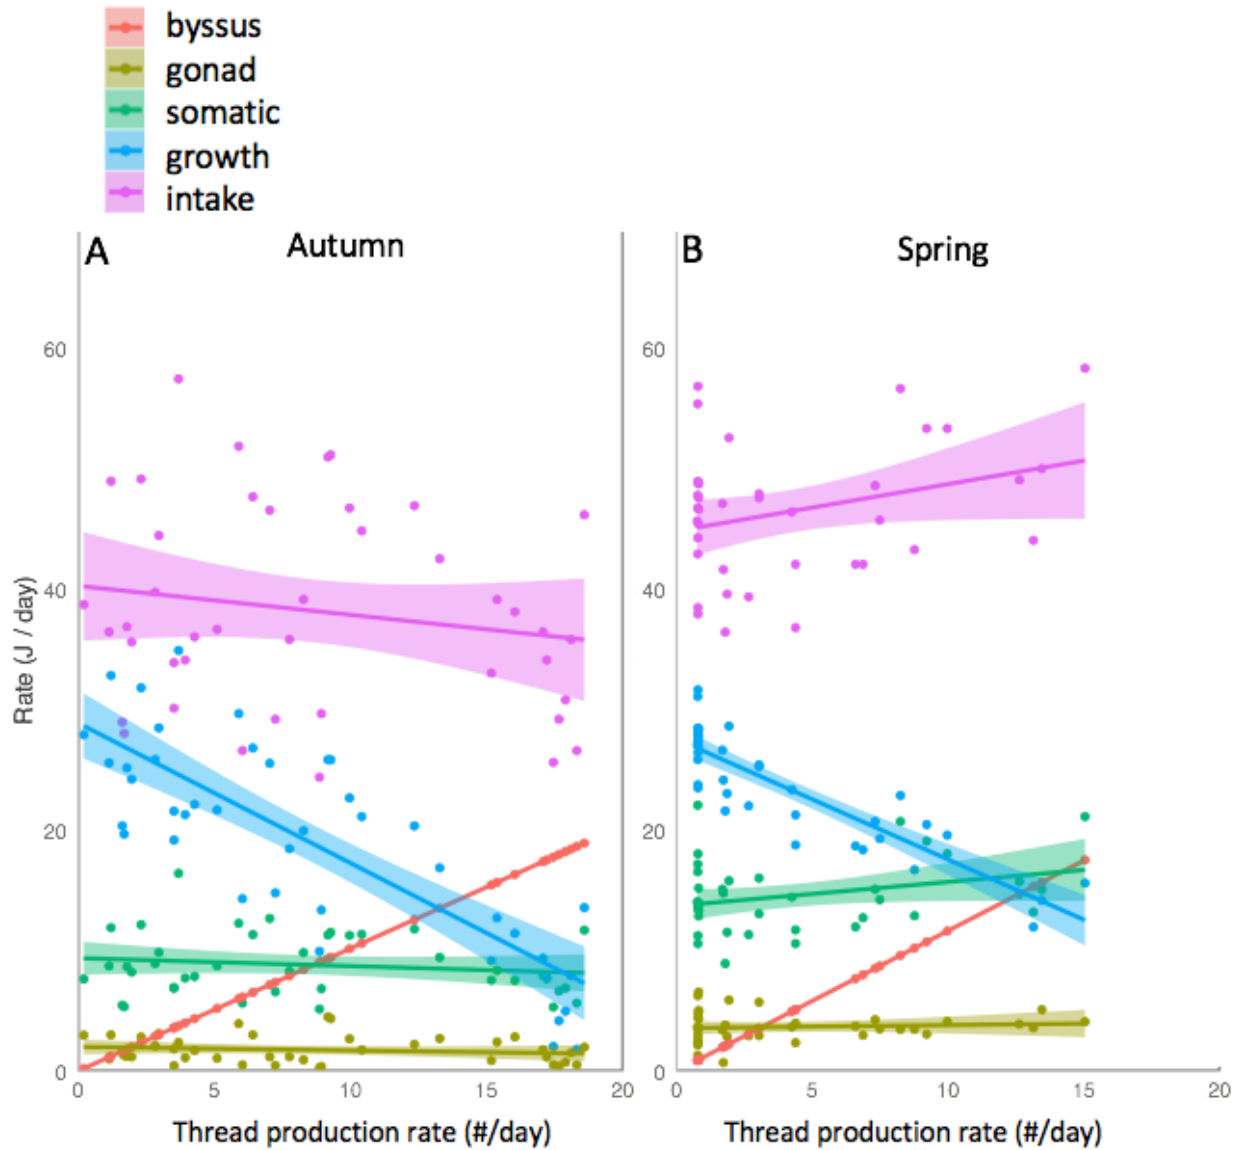 byssus
gonad
somatic
growth
intake
A Autumn
B Spring
60
40
20
0
Rate (J / day)
0 5 10 15 20
Thread production rate (#/day)
60
40
20
0
0 5 10 15 20
Thread production rate (#/day)